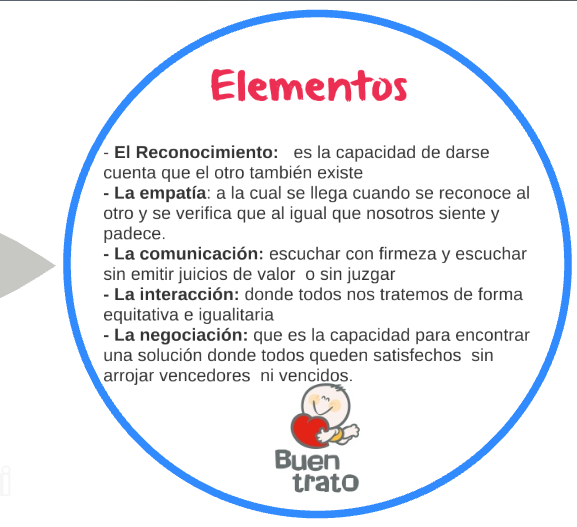 Elementos
- El Reconocimiento: es la capacidad de darse
cuenta que el otro también existe
- La empatía: a la cual se llega cuando se reconoce al
otro y se verifica que al igual que nosotros siente y
padece.
- La comunicación: escuchar con firmeza y escuchar
sin emitir juicios de valor o sin juzgar
- La interacción: donde todos nos tratemos de forma
equitativa e igualitaria
- La negociación: que es la capacidad para encontrar
una solución donde todos queden satisfechos sin
arrojar vencedores ni vencidos.
Buen
trato